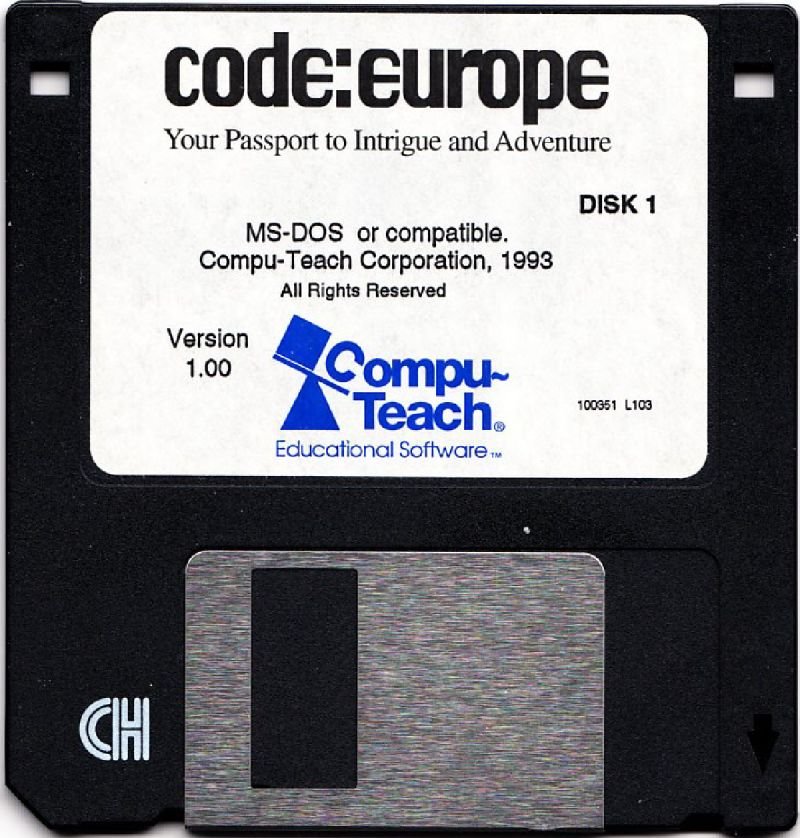 code:europe
Your Passport to Intrigue and Adventure
DISK 1
MS-DOS or compatible.
Compu-Teach Corporation, 1993
All Rights Reserved
Version
1.00
Compu-
Teach®
Educational Software™
100351 L103
CH